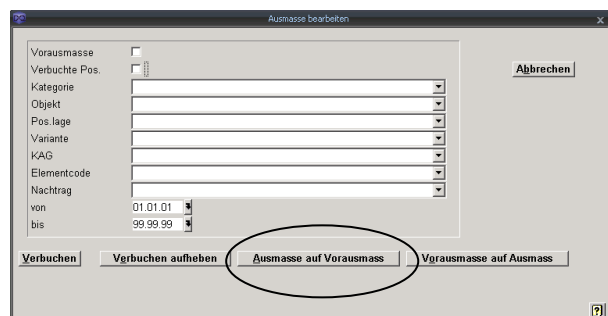 Ausmasse bearbeiten
Vorausmasse
Verbuchte Pos.
Abbrechen
Kategorie
Objekt
Pos.lage
Variante
KAG
Elementcode
Nachtrag
von 01.01.01
bis 99.99.99
Verbuchen Verbuchen aufheben Ausmasse auf Vorausmass Vorausmasse auf Ausmass
?